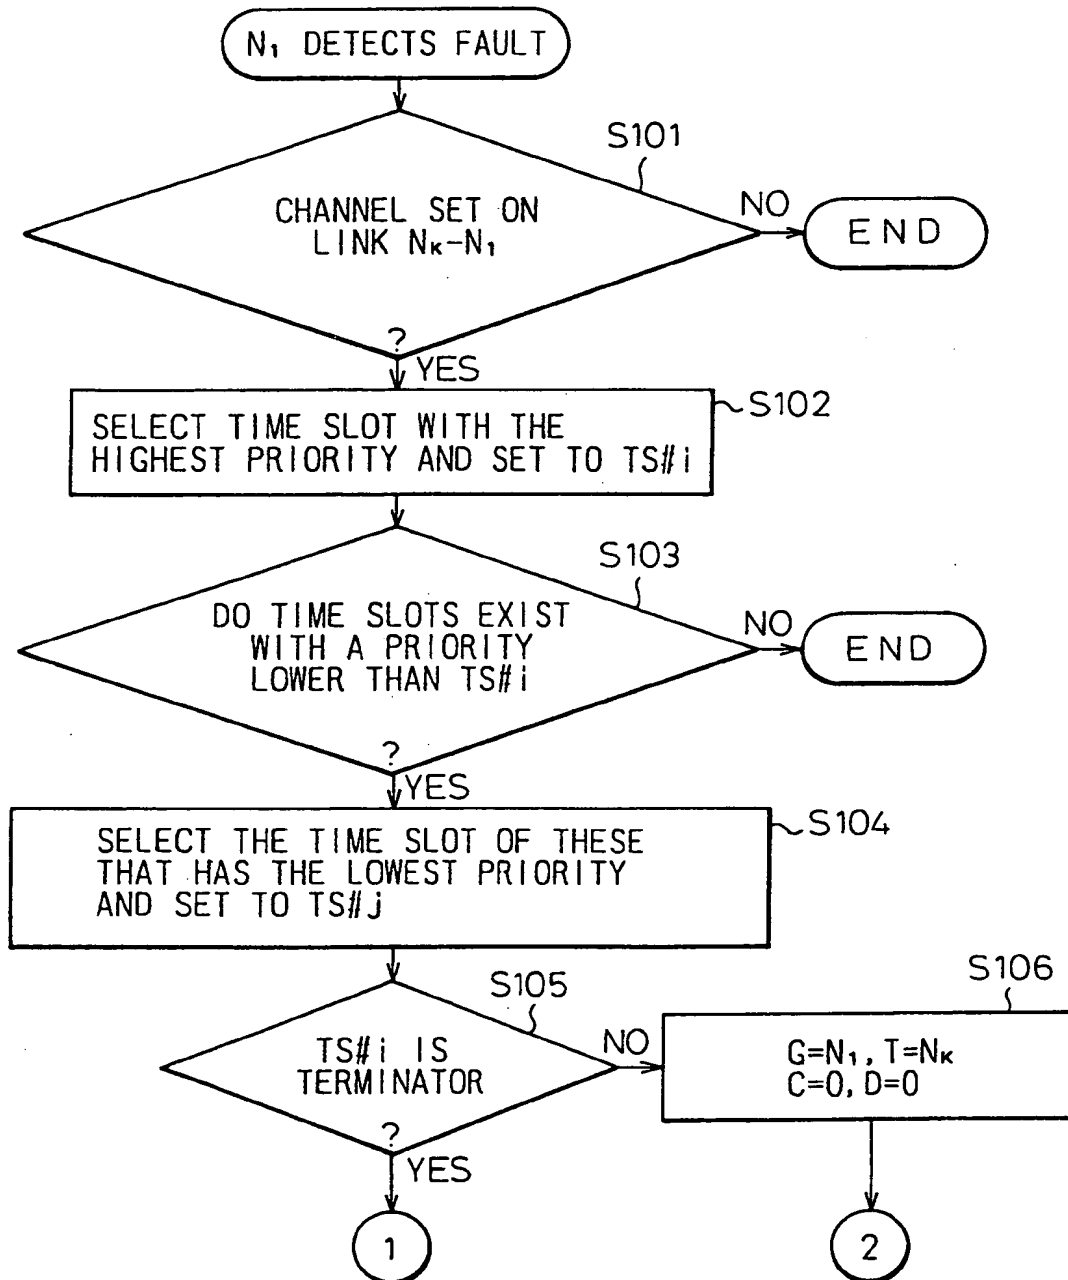 N₁ DETECTS FAULT
S101
CHANNEL SET ON
LINK Nκ-N₁
?
NO
END
YES
S102
SELECT TIME SLOT WITH THE
HIGHEST PRIORITY AND SET TO TS#i
S103
DO TIME SLOTS EXIST
WITH A PRIORITY
LOWER THAN TS#i
?
NO
END
YES
S104
SELECT THE TIME SLOT OF THESE
THAT HAS THE LOWEST PRIORITY
AND SET TO TS#j
S105
TS#i IS
TERMINATOR
?
NO
S106
G=N₁, T=Nκ
C=0, D=0
YES
1
2